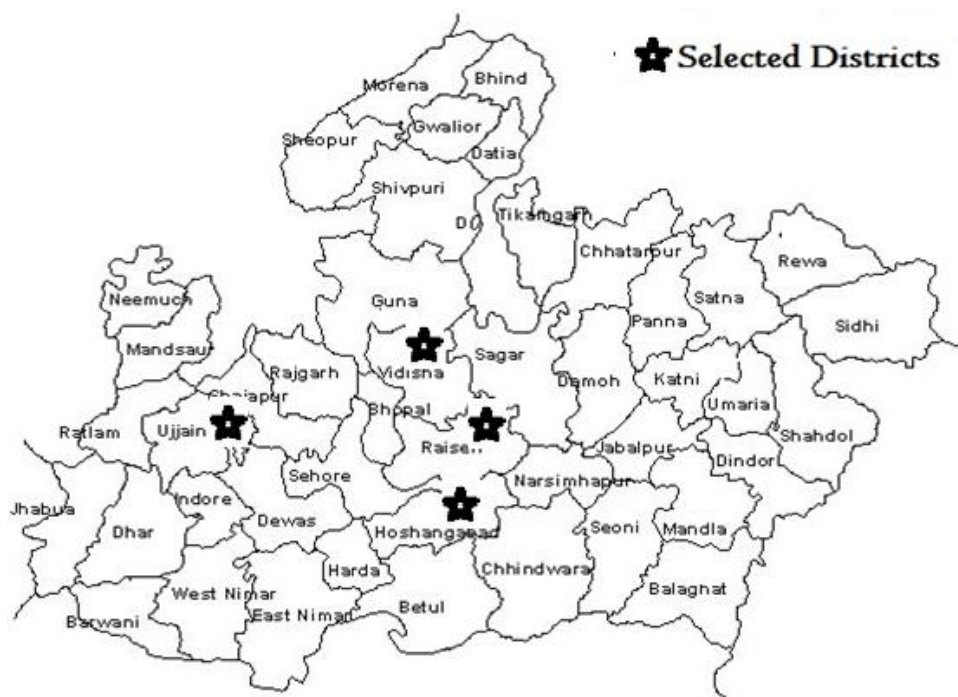 Selected Districts
Morena
Bhind
Gwalior
Sheopur
Datia
Shivpuri
Tikamgarh
Chhatarpur
Rewa
Neemuch
Guna
Satna
Panna
Sidhi
Mandsaur
Sagar
Rajgarh
Vidisna
Damoh
Katni
Umaria
Bhopal
Ratlam
Ujjain
Shahdol
Raise
Jabalpur
Dindori
Sehore
Narsimhapur
Jhabua
Indore
Dewas
Dhar
Hoshangabad
Seoni
Mandla
Harda
Chhindwara
West Nimar
Balaghat
Barwani
East Nimar
Betul